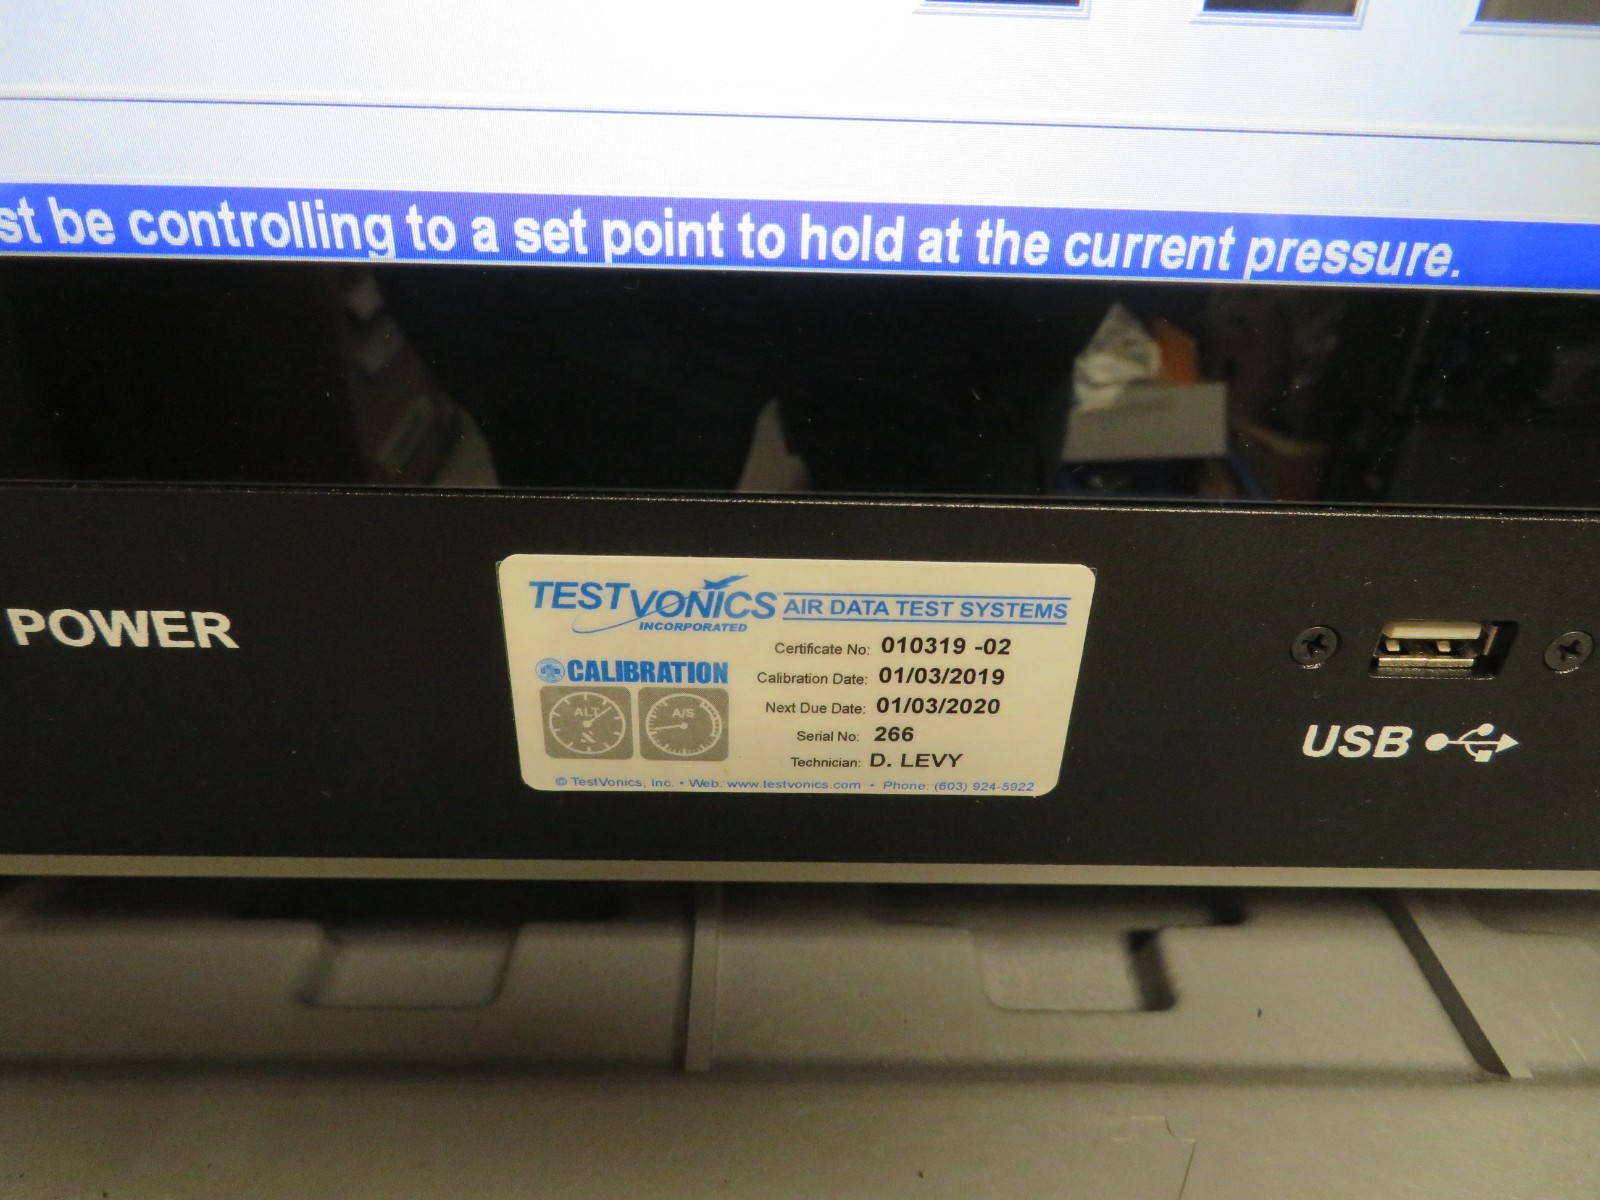 st be controlling to a set point to hold at the current pressure.
POWER
TESTVONICS
INCORPORATED
AIR DATA TEST SYSTEMS
CALIBRATION
ALT
A/S
Certificate No: 010319 -02
Calibration Date: 01/03/2019
Next Due Date: 01/03/2020
Serial No: 266
Technician: D. LEVY
© TestVonics, Inc. • Web: www.testvonics.com • Phone: (603) 924-5922
USB